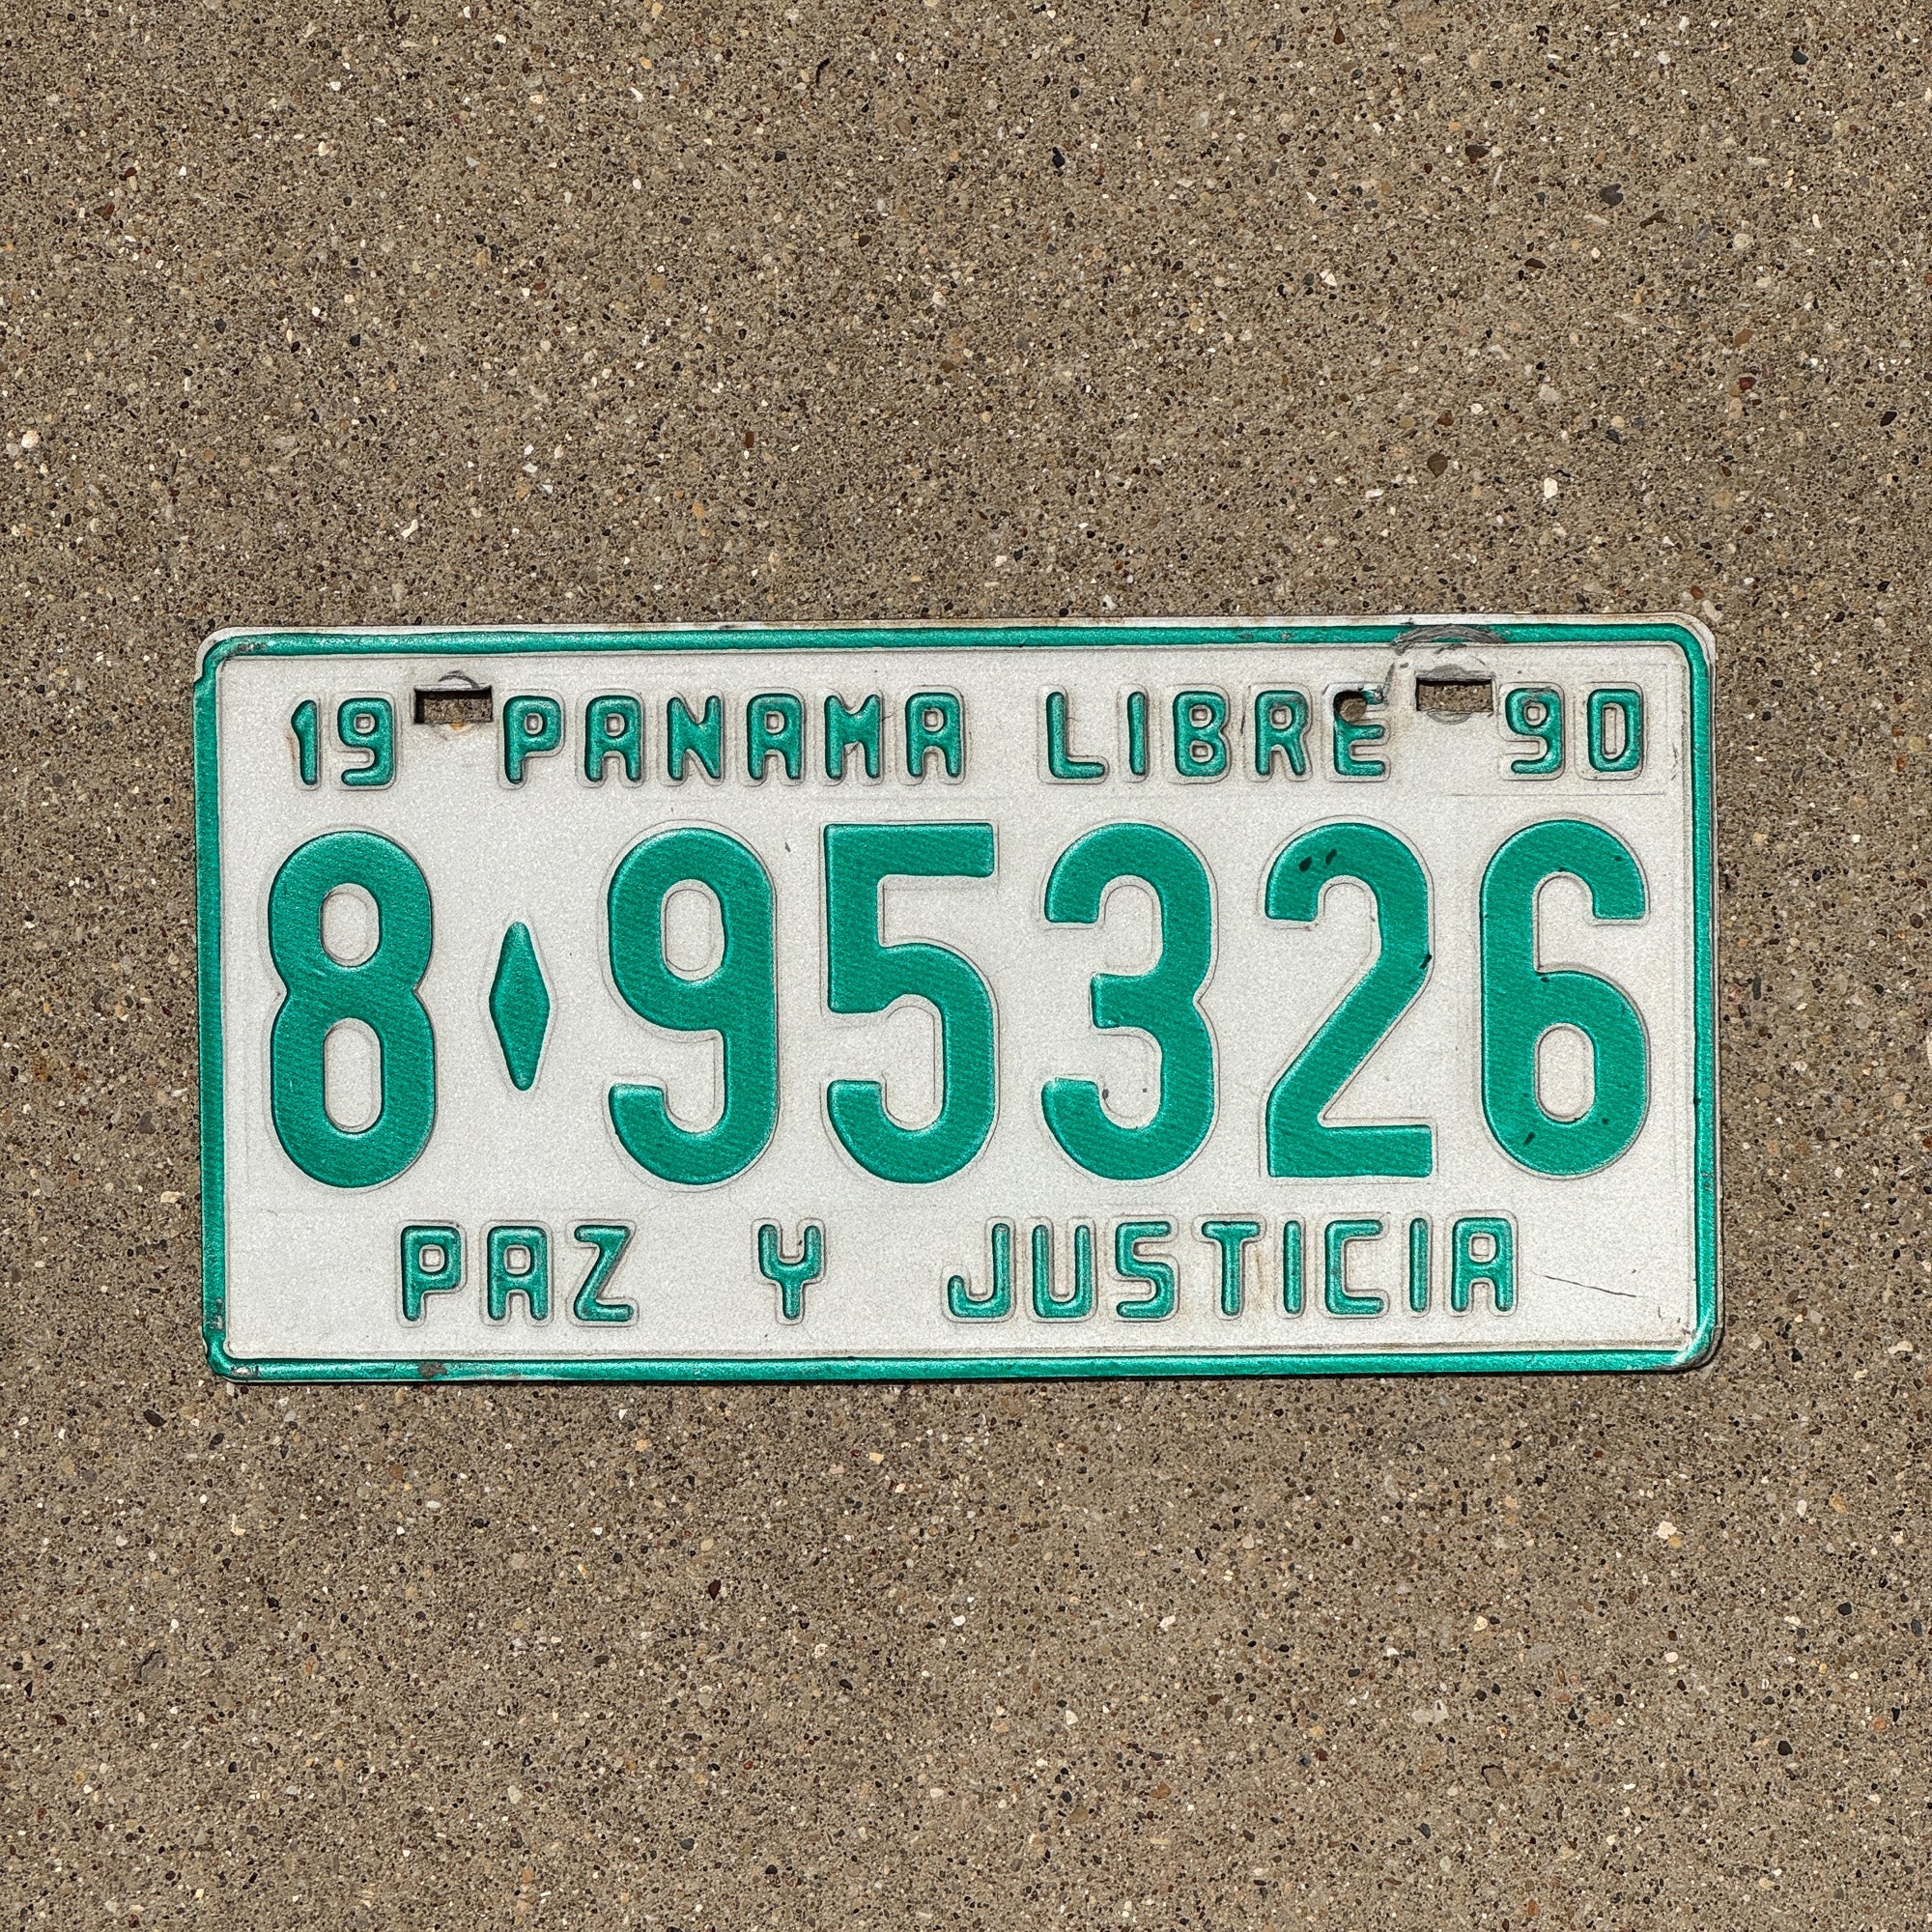 19 PANAMA LIBRE 90
8♦95326
PAZ Y JUSTICIA